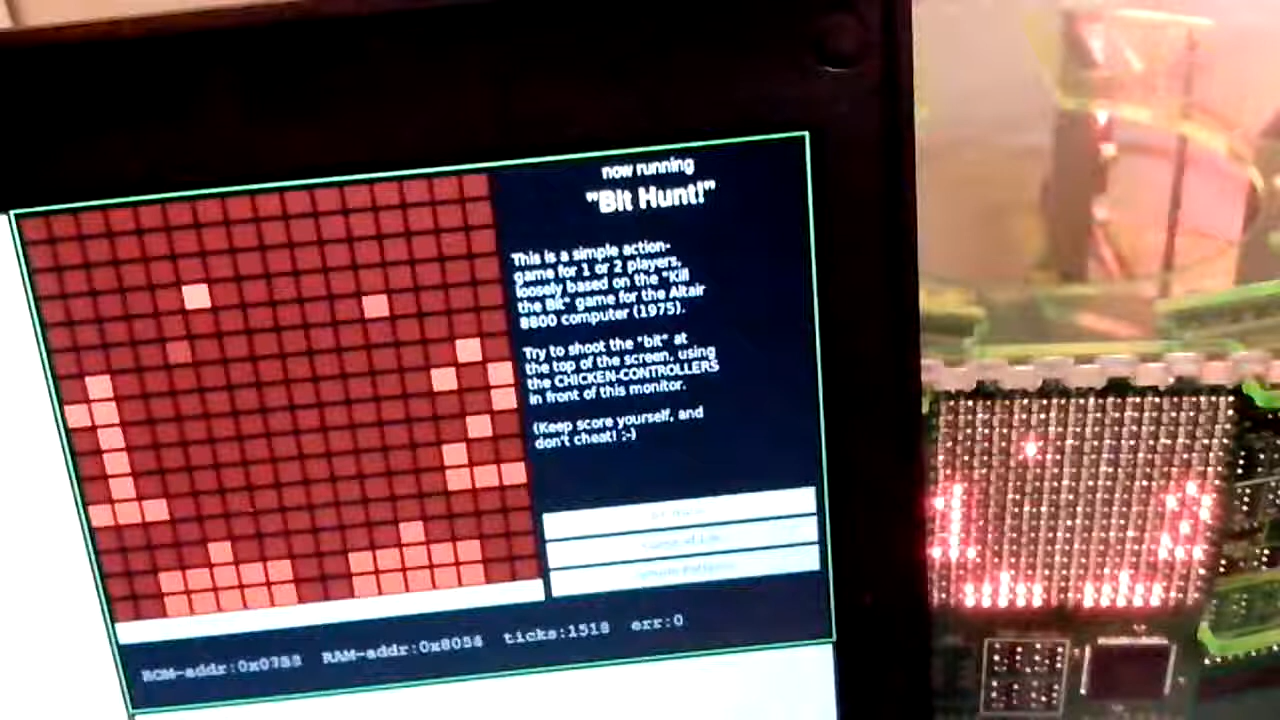 now running
"Bit Hunt!"
This is a simple action-
game for 1 or 2 players,
loosely based on the "Kill
the Bit" game for the Altair
8800 computer (1975).
Try to shoot the "bit" at
the top of the screen, using
the CHICKEN-CONTROLLERS
in front of this monitor.
(Keep score yourself, and
don't cheat! ;-)
ROM-addr: RAM-addr: ticks: err:0